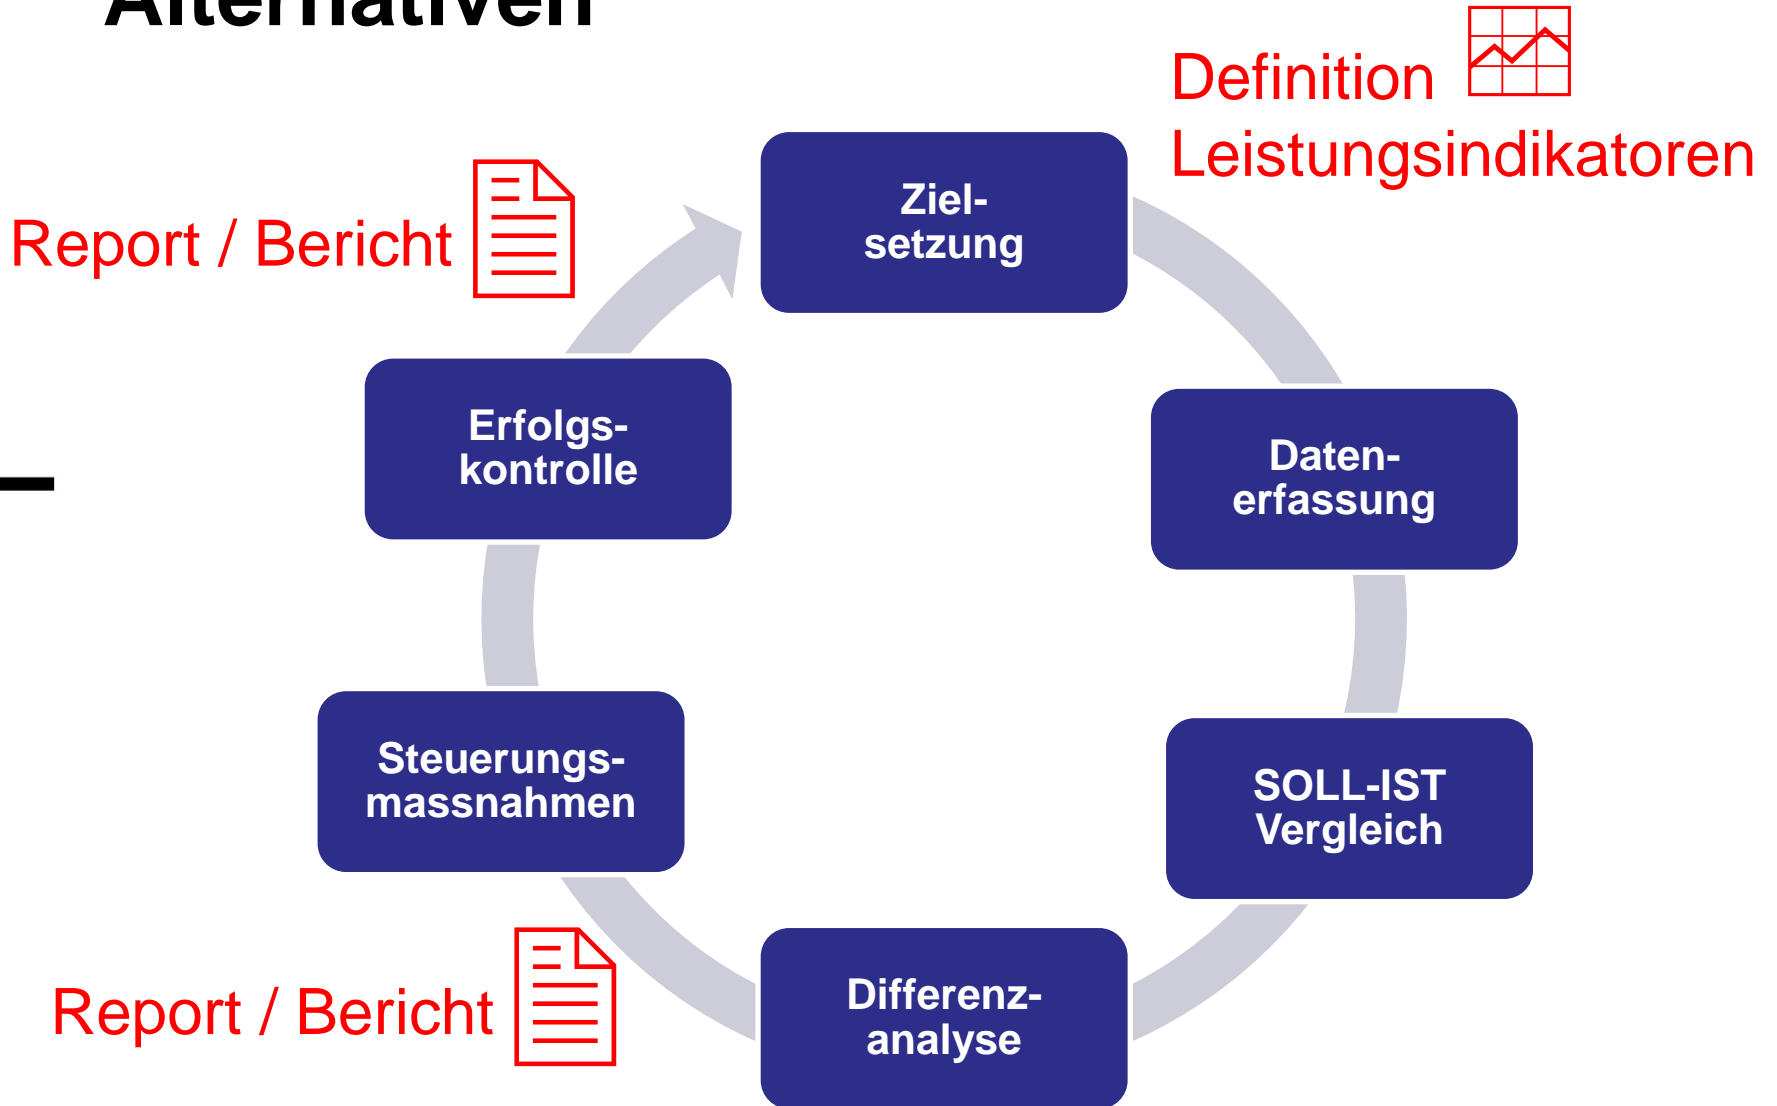 Alternativen
Definition
Leistungsindikatoren
Ziel-
setzung
Report / Bericht
Erfolgs-
kontrolle
Daten-
erfassung
Steuerungs-
massnahmen
SOLL-IST
Vergleich
Differenz-
analyse
Report / Bericht